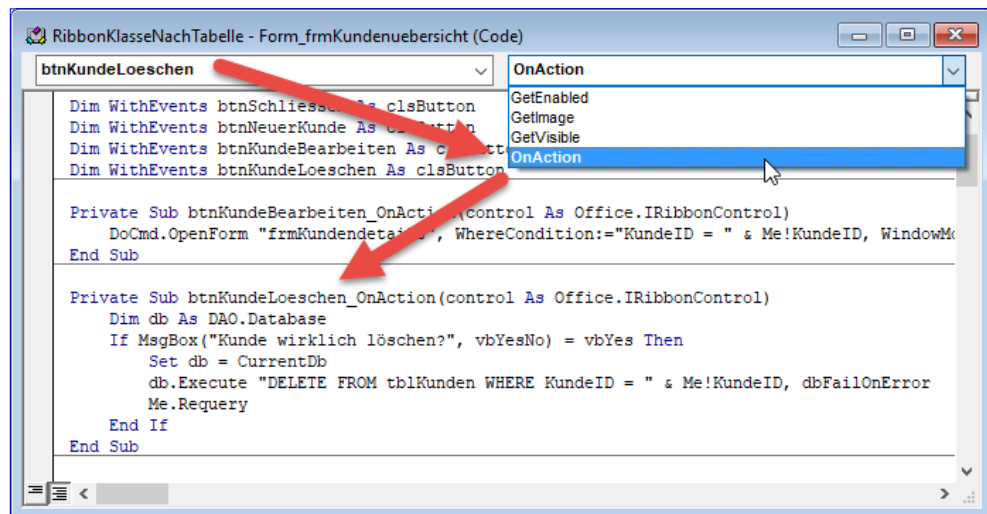 RibbonKlasseNachTabelle - Form_frmKundenuebersicht (Code)
btnKundeLoeschen
OnAction
GetEnabled
GetImage
GetVisible
OnAction
Dim WithEvents btnSchliessen As clsButton
Dim WithEvents btnNeuerKunde As clsButton
Dim WithEvents btnKundeBearbeiten As
Dim WithEvents btnKundeLoeschen As clsButton
Private Sub btnKundeBearbeiten_OnAction(control As Office.IRibbonControl)
DoCmd.OpenForm "frmKundendetails", WhereCondition:="KundeID = " & Me!KundeID,
End Sub
Private Sub btnKundeLoeschen_OnAction(control As Office.IRibbonControl)
Dim db As DAO.Database
If MsgBox("Kunde wirklich löschen?", vbYesNo) = vbYes Then
Set db = CurrentDb
db.Execute "DELETE FROM tblKunden WHERE KundeID = " & Me!KundeID, dbFailOnError
Me.Requery
End If
End Sub